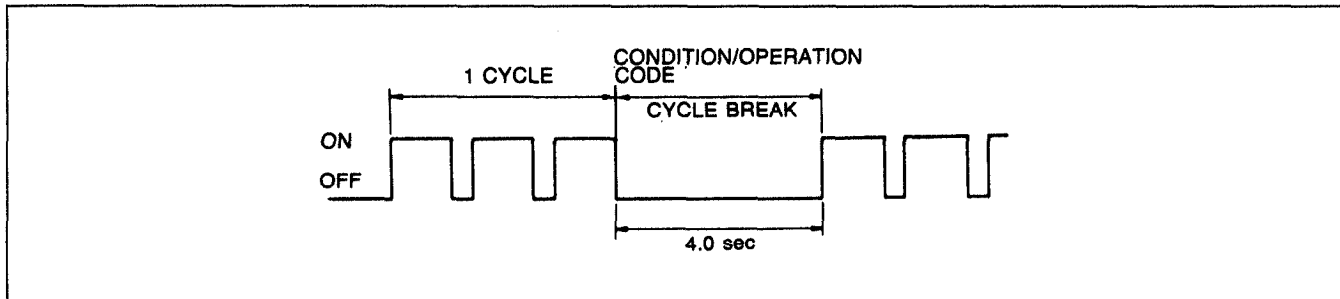 CONDITION/OPERATION
1 CYCLE CODE
CYCLE BREAK
ON
OFF
4.0 sec